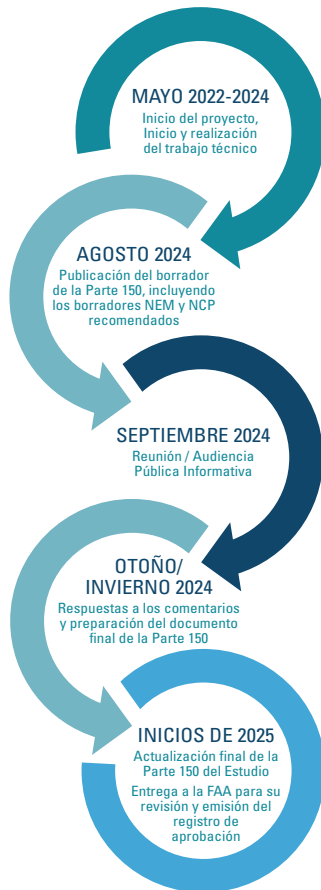 MAYO 2022-2024
Inicio del proyecto,
Inicio y realización
del trabajo técnico
AGOSTO 2024
Publicación del borrador
de la Parte 150, incluyendo
los borradores NEM y NCP
recomendados
SEPTIEMBRE 2024
Reunión / Audiencia
Pública Informativa
OTOÑO/
INVIERNO 2024
Respuestas a los comentarios
y preparación del documento
final de la Parte 150
INICIOS DE 2025
Actualización final de la
Parte 150 del Estudio
Entrega a la FAA para su
revisión y emisión del
registro de
aprobación